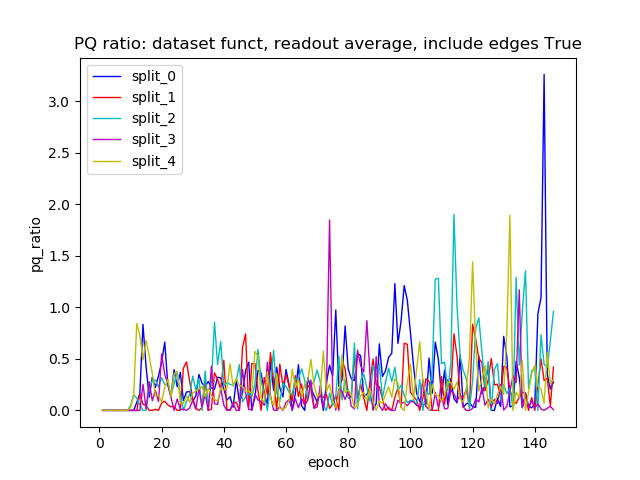 PQ ratio: dataset funct, readout average, include edges True
split_0
split_1
split_2
split_3
split_4
pq_ratio
3.0
2.5
2.0
1.5
1.0
0.5
0.0
0 20 40 60 80 100 120 140
epoch